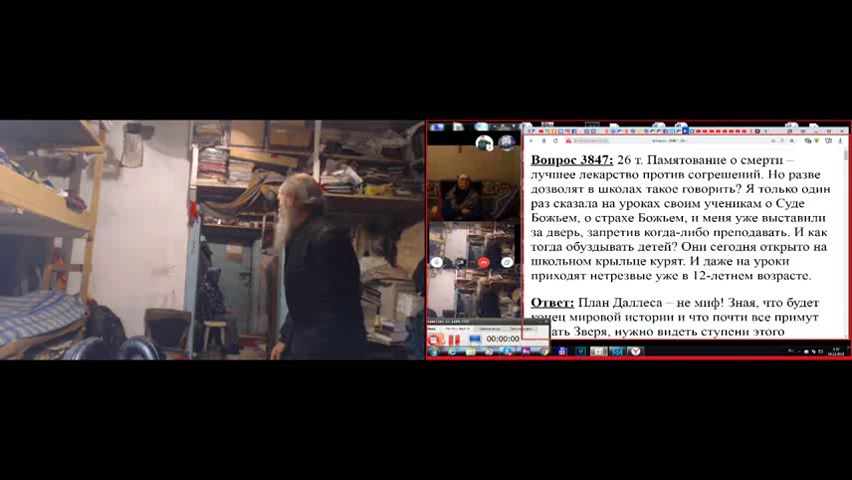 Вопрос 3847: 26 т. Памятование о смерти –
лучшее лекарство против согрешений. Но разве
дозволят в школах такое говорить? Я только один
раз сказала на уроках своим ученикам о Суде
Божьем, о страхе Божьем, и меня уже выставили
за дверь, запретив когда-либо преподавать. И как
тогда обуздывать детей? Они сегодня открыто на
школьном крыльце курят. И даже на уроки
приходят нетрезвые уже в 12-летнем возрасте.
Ответ: План Даллеса – не миф! Зная, что будет
конец мировой истории и что почти все примут
Зверя, нужно видеть ступени этого
00:00:00